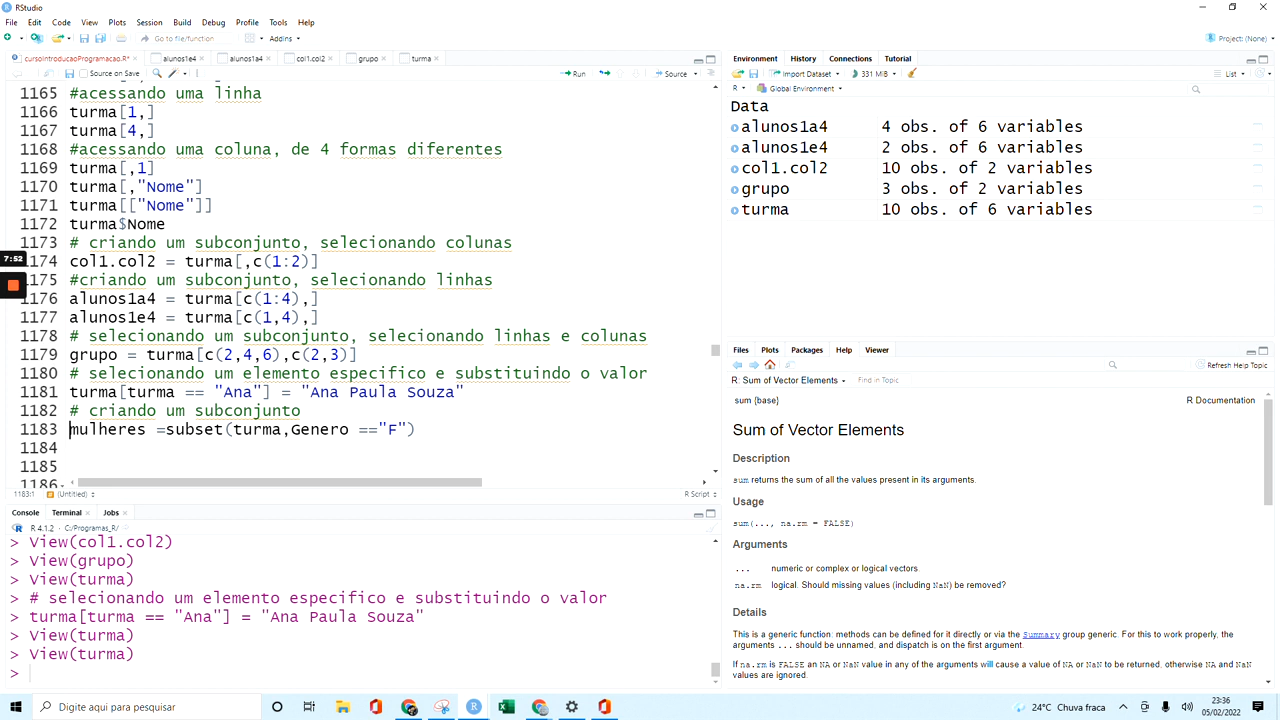 RStudio
File Edit Code View Plots Session Build Debug Profile Tools Help
Go to file/function Addins Project: (None)
cursoIntroducaoProgramacao.R* alunos1e4 alunos1a4 col1.col2 grupo turma
Source on Save Run Source
1165 #acessando uma linha
1166 turma[1,]
1167 turma[4,]
1168 #acessando uma coluna, de 4 formas diferentes
1169 turma[,1]
1170 turma[,"Nome"]
1171 turma[["Nome"]]
1172 turma$Nome
1173 # criando um subconjunto, selecionando colunas
1174 col1.col2 = turma[,c(1:2)]
1175 #criando um subconjunto, selecionando linhas
1176 alunos1a4 = turma[c(1:4),]
1177 alunos1e4 = turma[c(1,4),]
1178 # selecionando um subconjunto, selecionando linhas e colunas
1179 grupo = turma[c(2,4,6),c(2,3)]
1180 # selecionando um elemento especifico e substituindo o valor
1181 turma[turma == "Ana"] = "Ana Paula Souza"
1182 # criando um subconjunto
1183 mulheres =subset(turma,Genero =="F")
1184
1185
1186
7:52
1183:1 (Untitled) R Script
Console Terminal Jobs
R 4.1.2 · C:/Programas_R/
> View(col1.col2)
> View(grupo)
> View(turma)
> # selecionando um elemento especifico e substituindo o valor
> turma[turma == "Ana"] = "Ana Paula Souza"
> View(turma)
> View(turma)
>
Environment History Connections Tutorial
Import Dataset 331 MiB List
R Global Environment
Data
alunos1a4 4 obs. of 6 variables
alunos1e4 2 obs. of 6 variables
col1.col2 10 obs. of 2 variables
grupo 3 obs. of 2 variables
turma 10 obs. of 6 variables
Files Plots Packages Help Viewer
Refresh Help Topic
R: Sum of Vector Elements Find in Topic
sum {base} R Documentation
Sum of Vector Elements
Description
sum returns the sum of all the values present in its arguments.
Usage
sum(..., na.rm = FALSE)
Arguments
... numeric or complex or logical vectors.
na.rm logical. Should missing values (including NaN) be removed?
Details
This is a generic function: methods can be defined for it directly or via the Summary group generic. For this to work properly, the
arguments ... should be unnamed, and dispatch is on the first argument.
If na.rm is FALSE an NA or NaN value in any of the arguments will cause a value of NA or NaN to be returned, otherwise NA and NaN
values are ignored.
Digite aqui para pesquisar
24°C Chuva fraca
23:36
05/02/2022